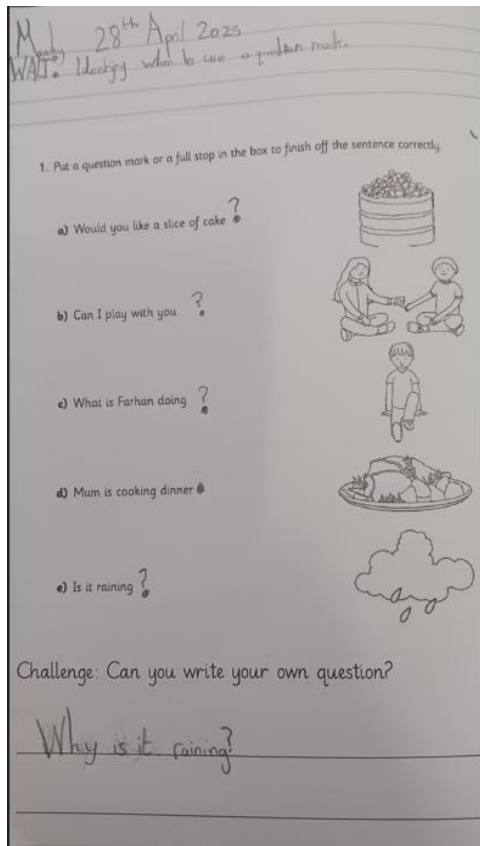 Monday 28th April 2025
WALT: Identify when to use a question mark.
1. Put a question mark or a full stop in the box to finish off the sentence correctly.
a) Would you like a slice of cake ?
b) Can I play with you ?
c) What is Farhan doing ?
d) Mum is cooking dinner .
e) Is it raining ?
Challenge: Can you write your own question?
Why is it raining?